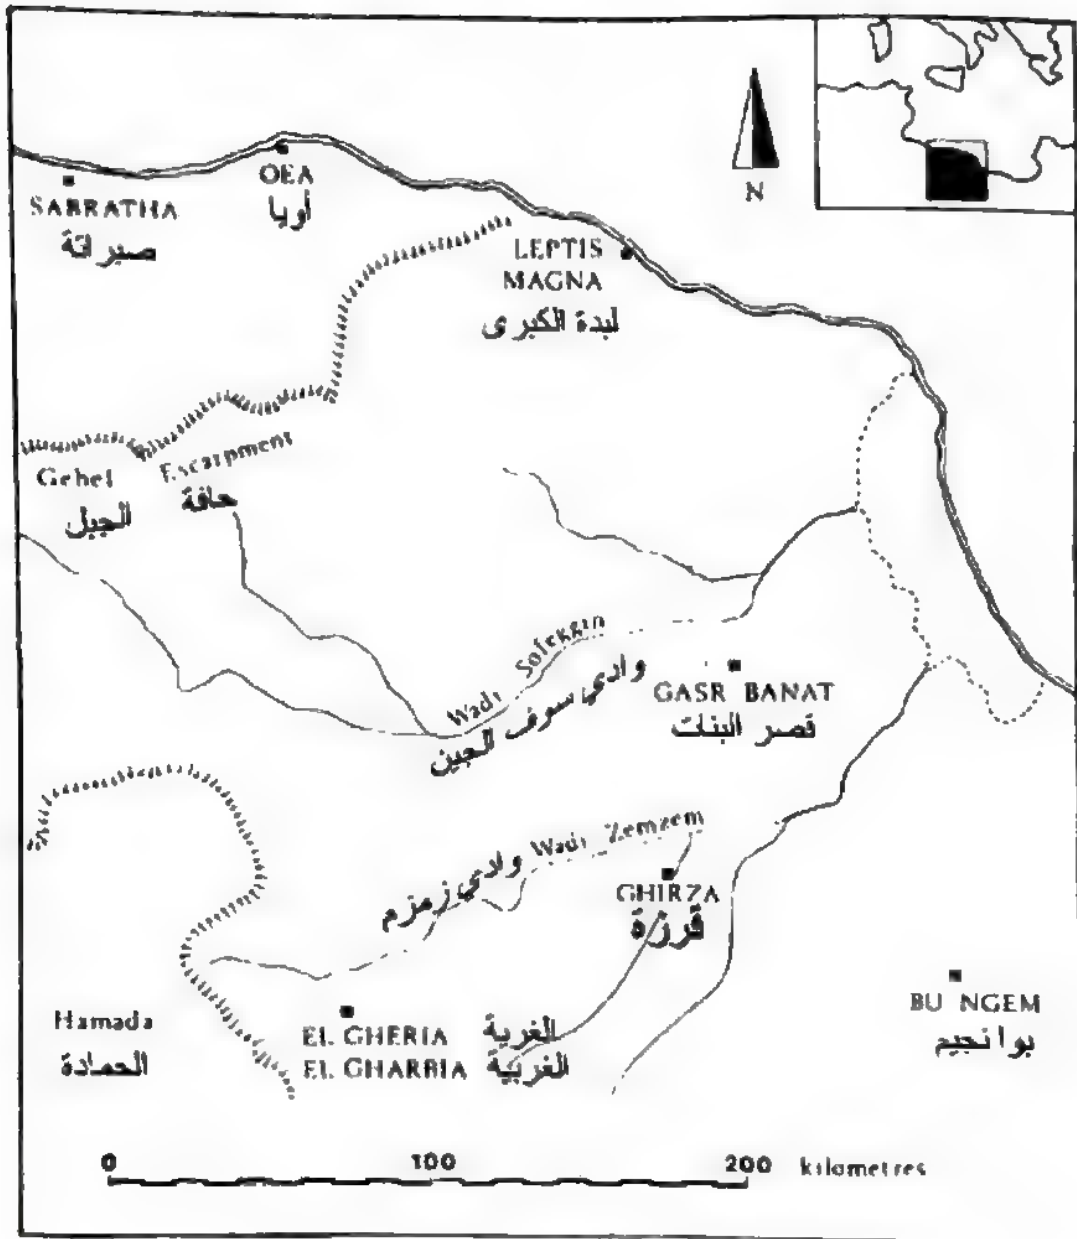 N
OEA
أويا
SABRATHA
صبراتة
LEPTIS
MAGNA
لبدة الكبرى
Gebel Escarpment
الجبل حافة
Wadi Sofeggin
وادي سوف الجين
GASR BANAT
قصر البنات
Wadi Zemzem
وادي زمزم
GHIRZA
قرزة
BU NGEM
بوانجيم
Hamada
الحمادة
EL GHERIA الغرية
EL GHARBIA الغربية
0 100 200 kilometres